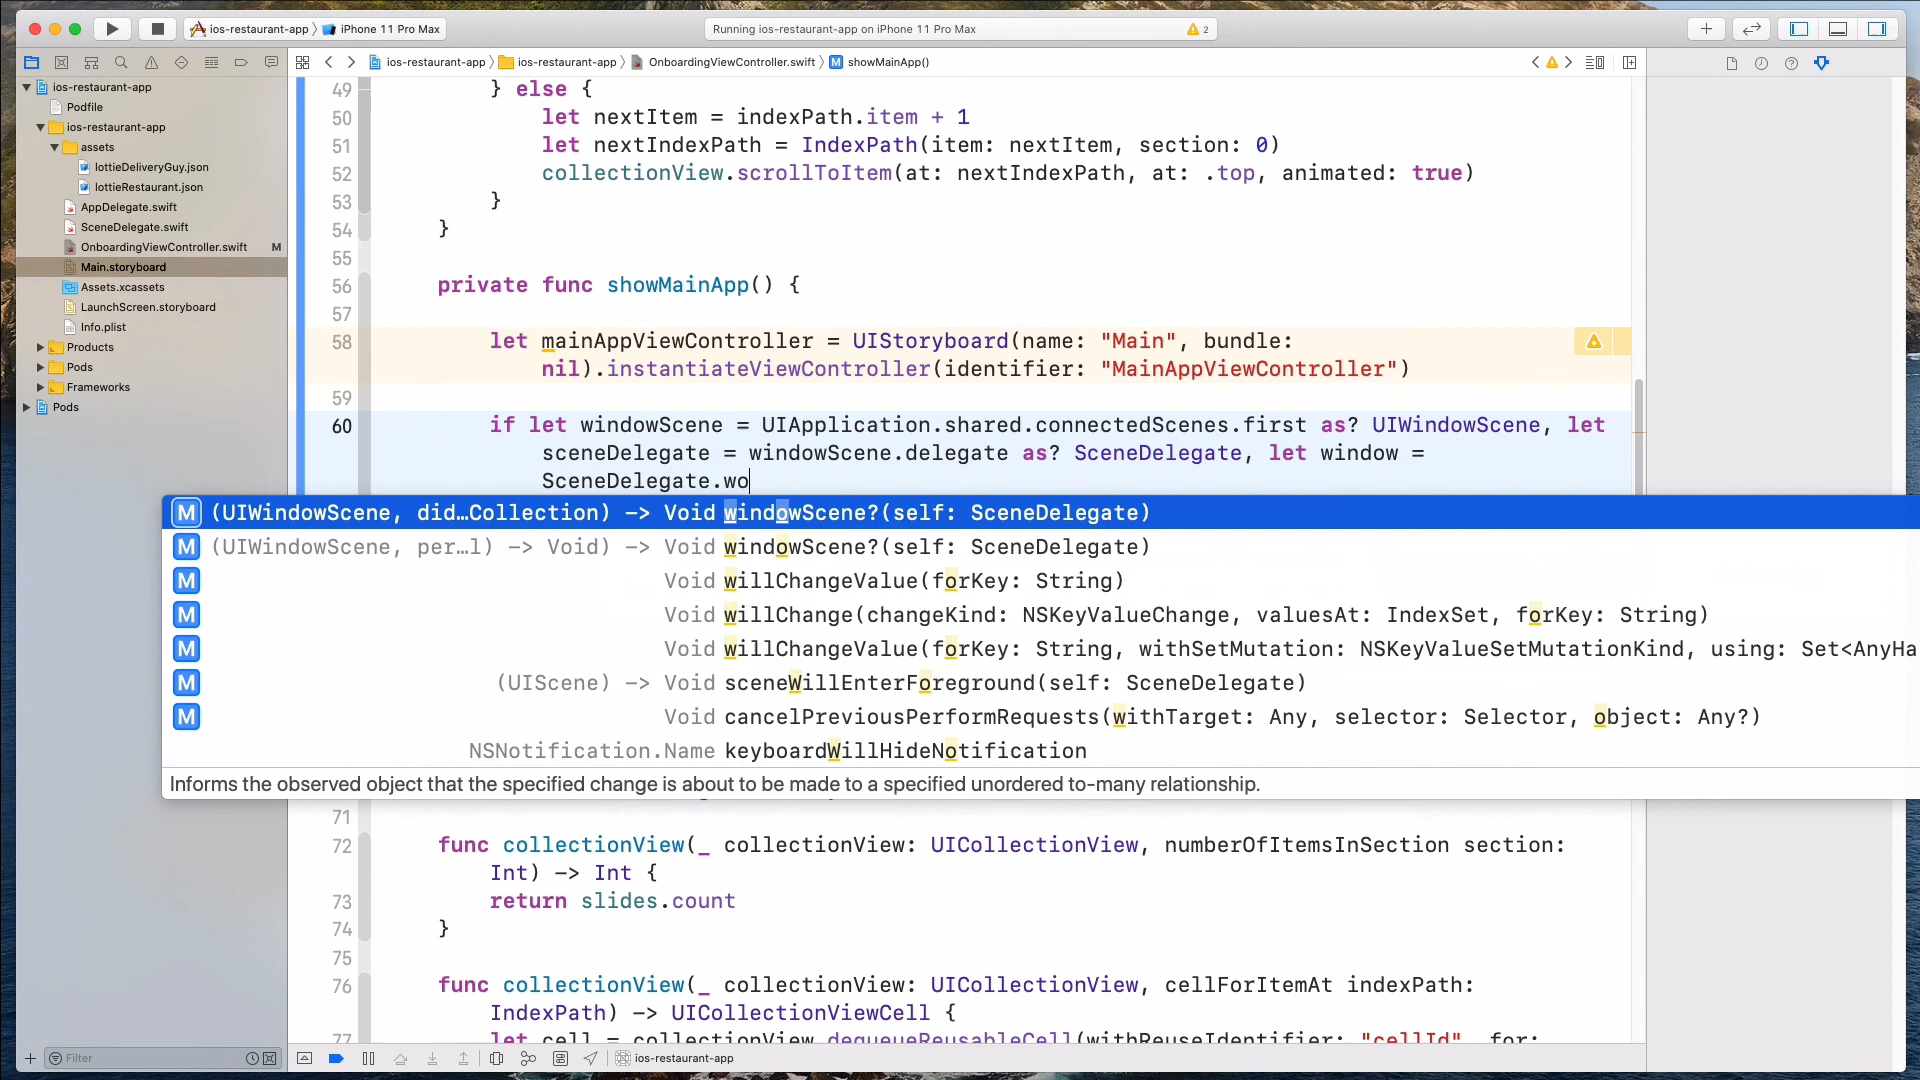 ios-restaurant-app
iPhone 11 Pro Max
Running ios-restaurant-app on iPhone 11 Pro Max
2
ios-restaurant-app
ios-restaurant-app
OnboardingViewController.swift
M showMainApp()
ios-restaurant-app
Podfile
ios-restaurant-app
assets
lottieDeliveryGuy.json
lottieRestaurant.json
AppDelegate.swift
SceneDelegate.swift
OnboardingViewController.swift M
Main.storyboard
Assets.xcassets
LaunchScreen.storyboard
Info.plist
Products
Pods
Frameworks
Pods
49 } else {
50 let nextItem = indexPath.item + 1
51 let nextIndexPath = IndexPath(item: nextItem, section: 0)
52 collectionView.scrollToItem(at: nextIndexPath, at: .top, animated: true)
53 }
54 }
55
56 private func showMainApp() {
57
58 let mainAppViewController = UIStoryboard(name: "Main", bundle:
nil).instantiateViewController(identifier: "MainAppViewController")
59
60 if let windowScene = UIApplication.shared.connectedScenes.first as? UIWindowScene, let
sceneDelegate = windowScene.delegate as? SceneDelegate, let window =
SceneDelegate.wo
M (UIWindowScene, did…Collection) -> Void windowScene?(self: SceneDelegate)
M (UIWindowScene, per…l) -> Void) -> Void windowScene?(self: SceneDelegate)
M Void willChangeValue(forKey: String)
M Void willChange(changeKind: NSKeyValueChange, valuesAt: IndexSet, forKey: String)
M Void willChangeValue(forKey: String, withSetMutation: NSKeyValueSetMutationKind, using: Set<AnyHa
M (UIScene) -> Void sceneWillEnterForeground(self: SceneDelegate)
M Void cancelPreviousPerformRequests(withTarget: Any, selector: Selector, object: Any?)
NSNotification.Name keyboardWillHideNotification
Informs the observed object that the specified change is about to be made to a specified unordered to-many relationship.
71
72 func collectionView(_ collectionView: UICollectionView, numberOfItemsInSection section:
Int) -> Int {
73 return slides.count
74 }
75
76 func collectionView(_ collectionView: UICollectionView, cellForItemAt indexPath:
IndexPath) -> UICollectionViewCell {
77 let cell = collectionView.dequeueReusableCell(withReuseIdentifier: "cellId", for:
Filter
ios-restaurant-app